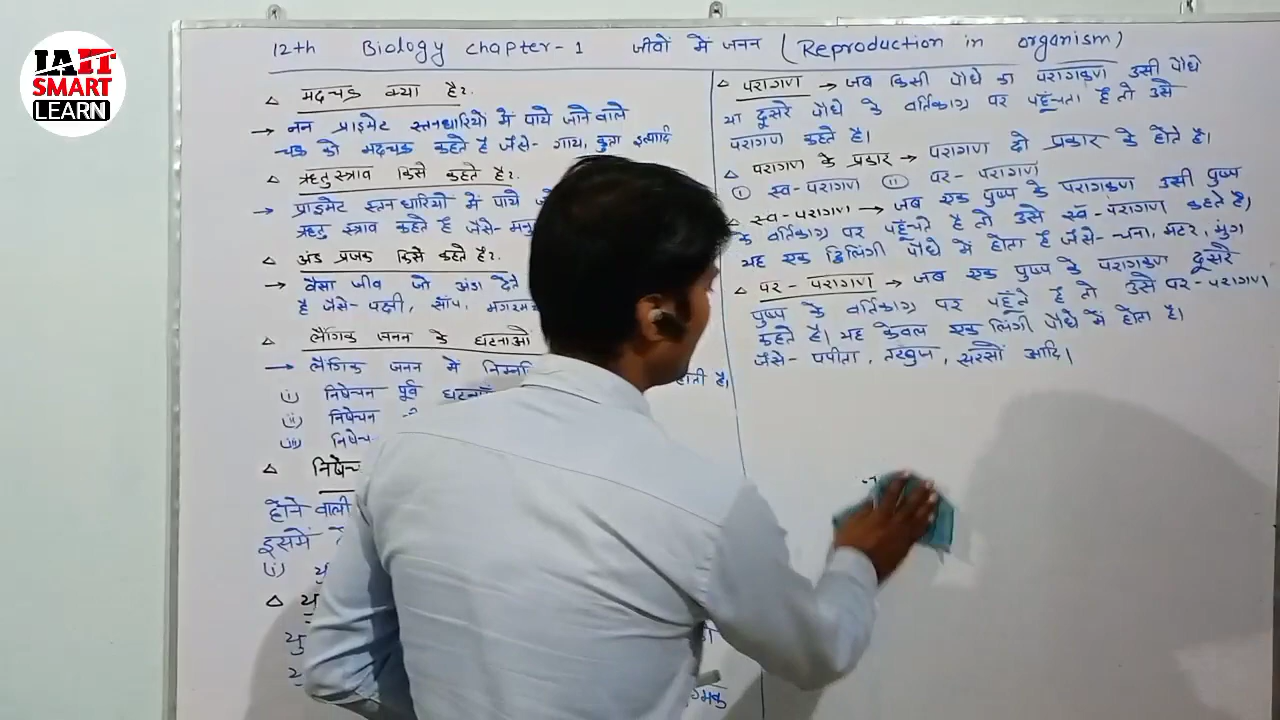 IAIT
SMART
LEARN
12th Biology chapter-1 जीवों में जनन (Reproduction in organism)
△ मदचक्र क्या है?
→ नन प्राइमेट स्तनधारियों में पाये जाने वाले
चक्र को मदचक्र कहते है जैसे- गाय, कुत्ता इत्यादि
△ ऋतुस्त्राव किसे कहते है?
→ प्राइमेट स्तनधारियों में पाये
ऋतु स्त्राव कहते है जैसे-
△ अंड प्रजक किसे कहते है?
→ वैसा जीव जो अंडा देते
है जैसे- पक्षी, साँप,
△ लैंगिक जनन के घटनाओं
→ लैंगिक जनन में
होती है।
(i) निषेचन पूर्व
(ii) निषेचन
(iii)
△
होने वाली
इसमें
(i)
△
△ परागण → जब किसी पौधे का परागकण उसी पौधे
या दूसरे पौधे के वर्तिकाग्र पर पहुँचता है तो उसे
परागण कहते है।
△ परागण के प्रकार → परागण दो प्रकार के होते है।
(i) स्व-परागण (ii) पर-परागण
△ स्व-परागण → जब एक पुष्प के परागकण उसी पुष्प
के वर्तिकाग्र पर पहुँचते है तो उसे स्व-परागण कहते है।
यह एक द्विलिंगी पौधे में होता है जैसे- चना, मटर, मुंग
△ पर-परागण → जब एक पुष्प के परागकण दूसरे
पुष्प के वर्तिकाग्र पर पहुँते है तो उसे पर-परागण
कहते है। यह केवल एक लिंगी पौधे में होता है।
जैसे- पपीता, तरबुज, सरसों आदि।